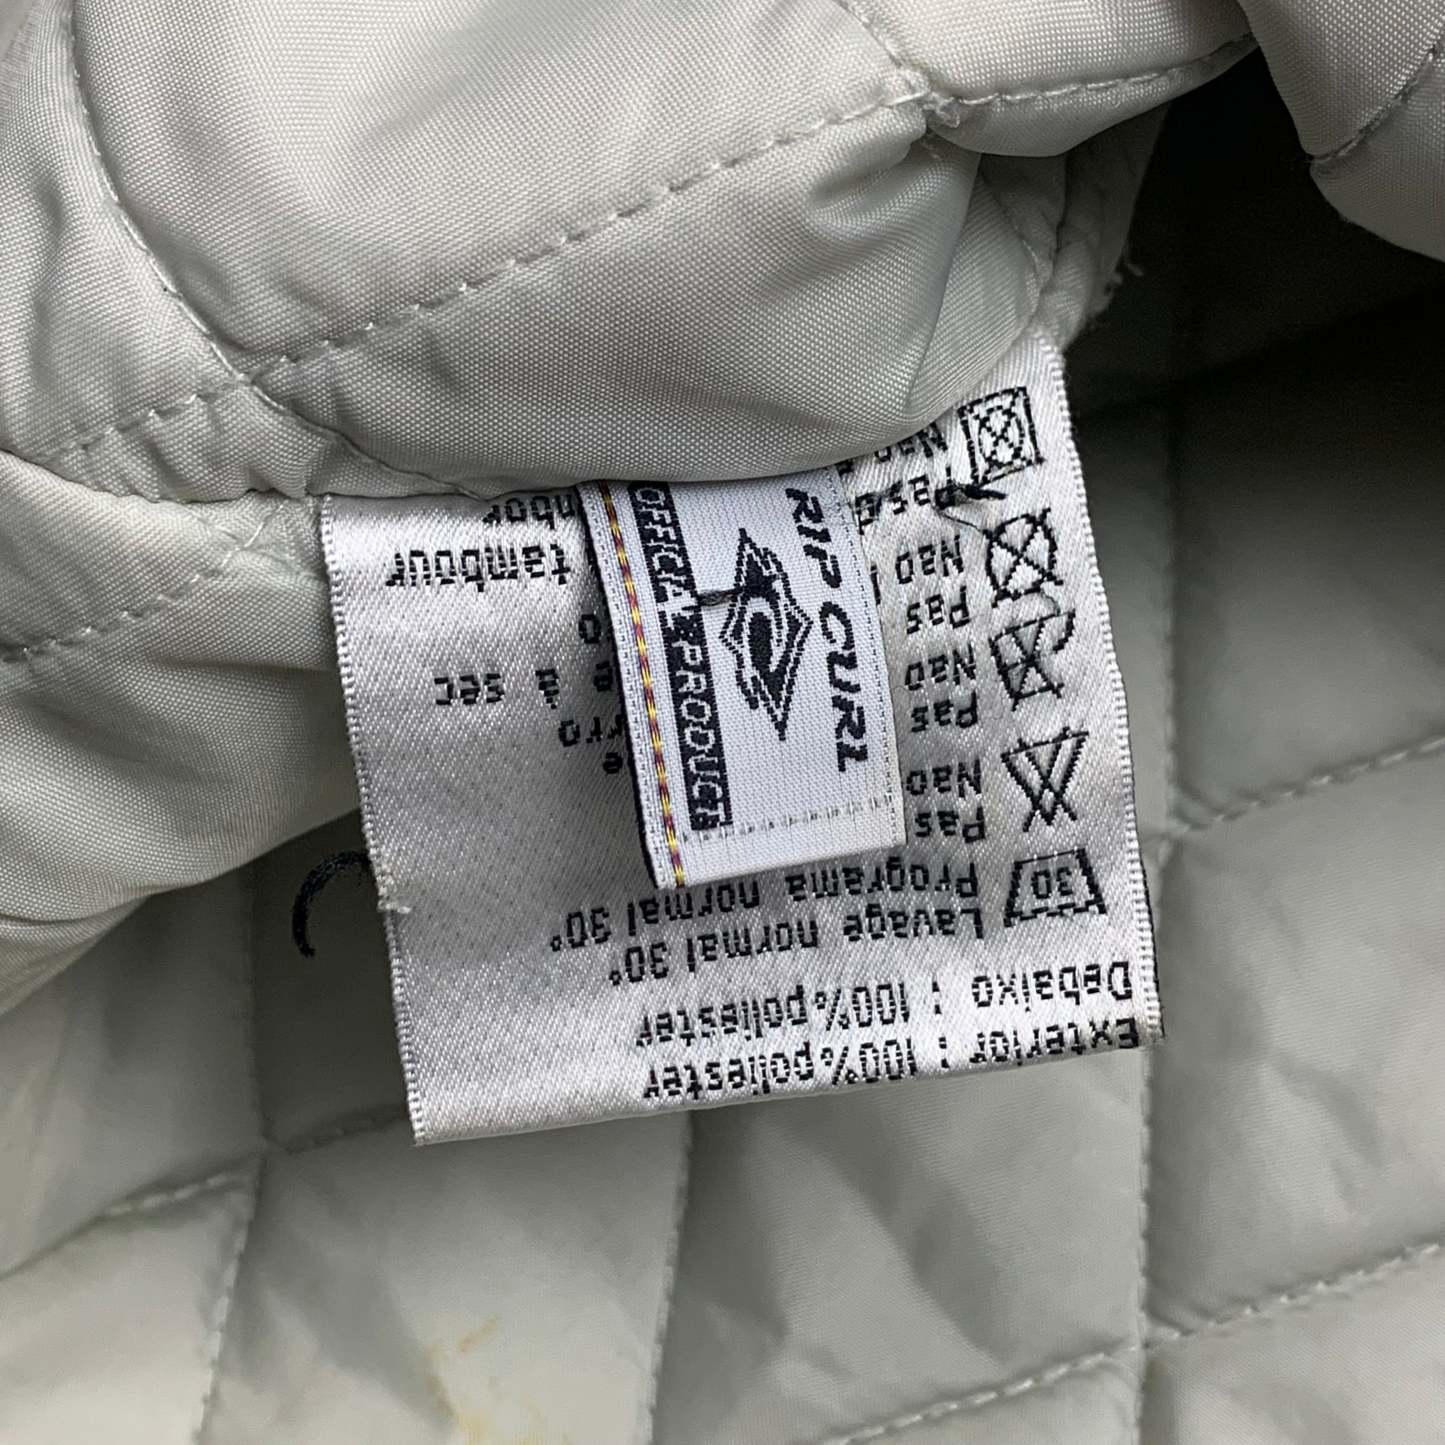 OFFICIAL PRODUCT
RIP CURL
Exterior : 100%poliester
Debaixo : 100%poliester
30
Lavage normal 30°
Programa normal 30°
Pas
Nao
Pas
Nao
Pas
Nao
Pas
Nao
à sec
tambour